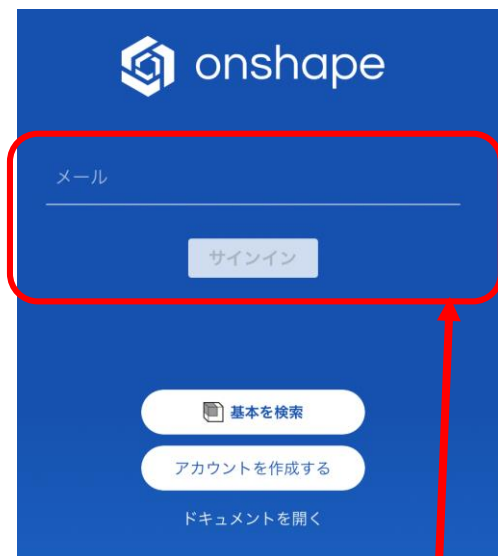 onshape
メール
サインイン
基本を検索
アカウントを作成する
ドキュメントを開く